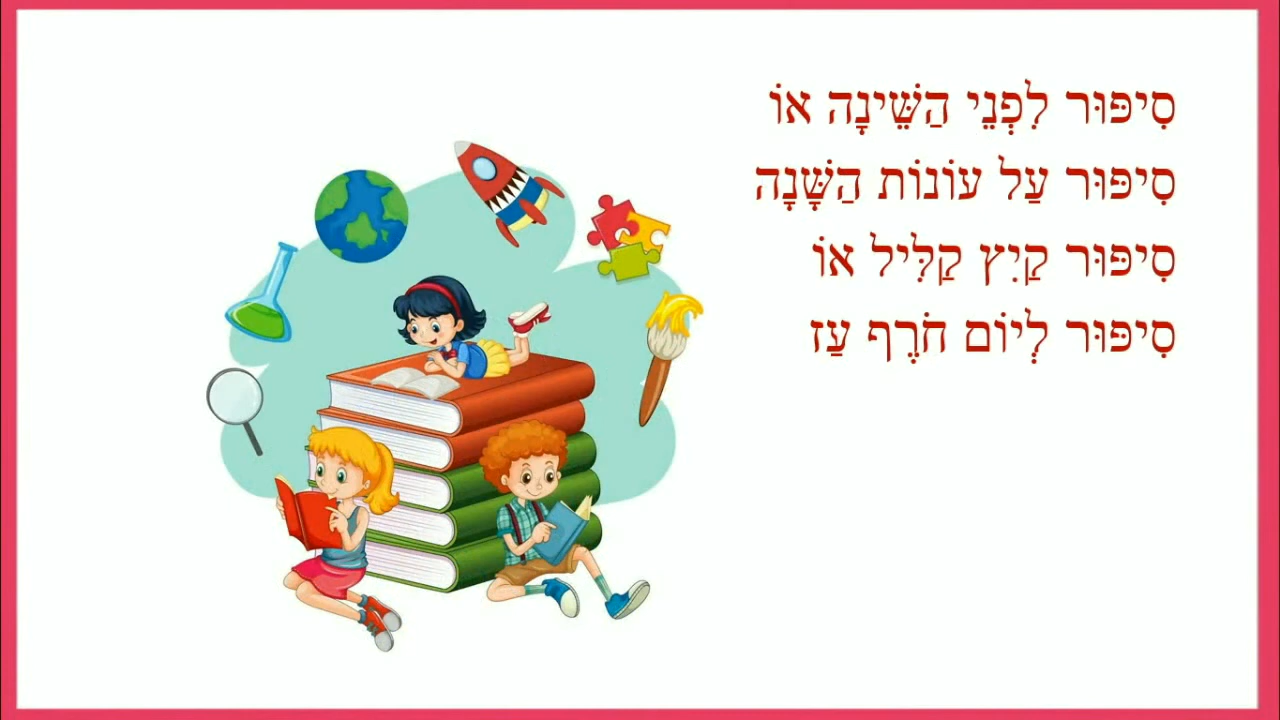 סִיפּוּר לִפְנֵי הַשֵּׁינָה אוֹ
סִיפּוּר עַל עוֹנוֹת הַשָּׁנָה
סִיפּוּר קַיִץ קַלִּיל אוֹ
סִיפּוּר לְיוֹם חֹרֶף עַז